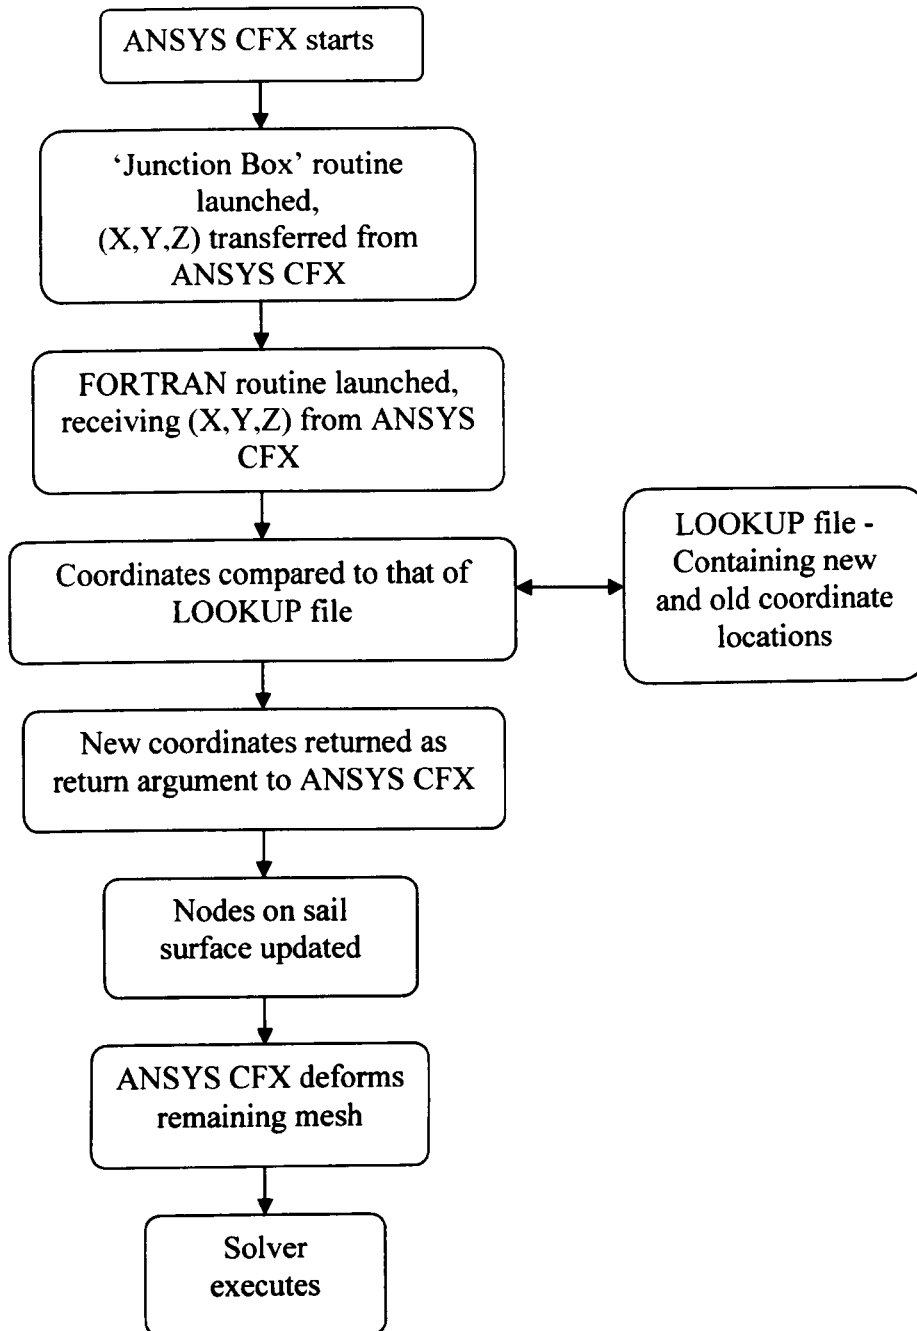 ANSYS CFX starts
‘Junction Box’ routine
launched,
(X,Y,Z) transferred from
ANSYS CFX
FORTRAN routine launched,
receiving (X,Y,Z) from ANSYS
CFX
Coordinates compared to that of
LOOKUP file
LOOKUP file -
Containing new
and old coordinate
locations
New coordinates returned as
return argument to ANSYS CFX
Nodes on sail
surface updated
ANSYS CFX deforms
remaining mesh
Solver
executes